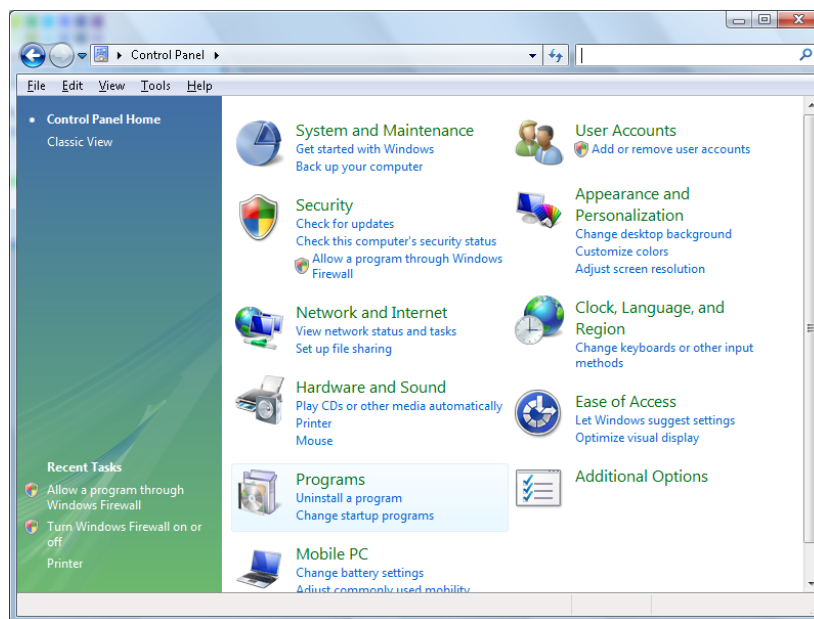 Control Panel
File Edit View Tools Help
Control Panel Home
Classic View
System and Maintenance
Get started with Windows
Back up your computer
Security
Check for updates
Check this computer's security status
Allow a program through Windows
Firewall
Network and Internet
View network status and tasks
Set up file sharing
Hardware and Sound
Play CDs or other media automatically
Printer
Mouse
Programs
Uninstall a program
Change startup programs
Mobile PC
Change battery settings
Adjust commonly used mobility
User Accounts
Add or remove user accounts
Appearance and
Personalization
Change desktop background
Customize colors
Adjust screen resolution
Clock, Language, and
Region
Change keyboards or other input
methods
Ease of Access
Let Windows suggest settings
Optimize visual display
Additional Options
Recent Tasks
Allow a program through
Windows Firewall
Turn Windows Firewall on or
off
Printer